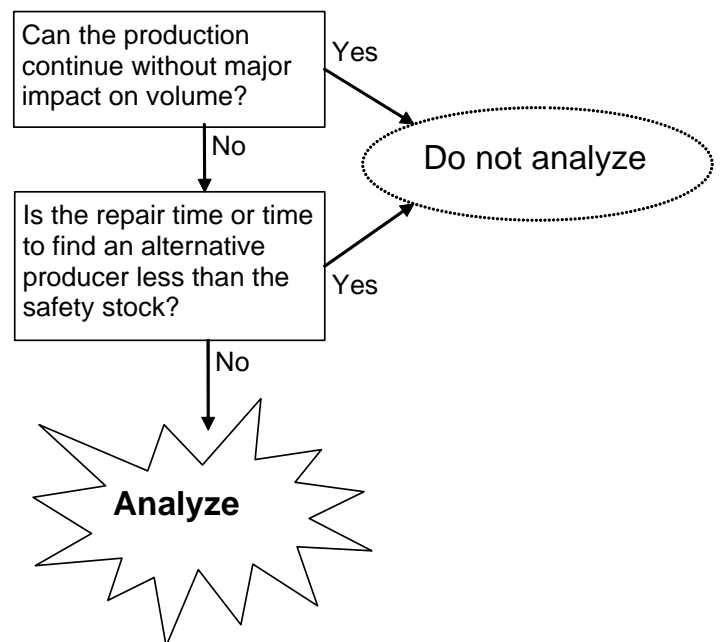 Can the production
continue without major
impact on volume?
Yes
No
Do not analyze
Is the repair time or time
to find an alternative
producer less than the
safety stock?
Yes
No
Analyze